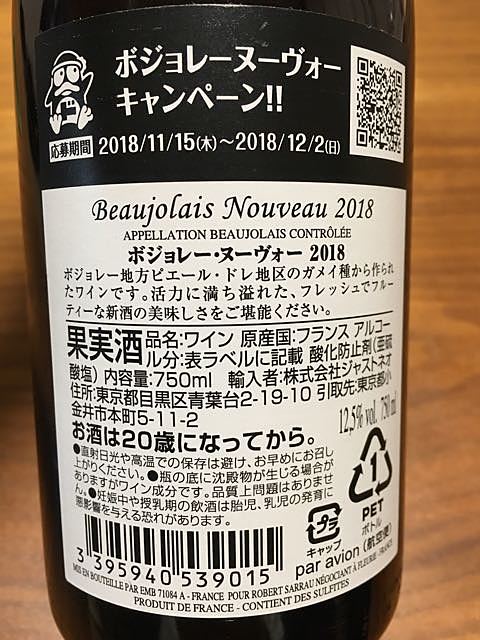 ボジョレーヌーヴォー
キャンペーン!!
応募期間 2018/11/15(木)〜2018/12/2(日)
Beaujolais Nouveau 2018
APPELLATION BEAUJOLAIS CONTRÔLÉE
ボジョレー・ヌーヴォー 2018
ボジョレー地方ピエール・ドレ地区のガメイ種から作られ
たワインです。活力に満ち溢れた、フレッシュでフルー
ティーな新酒の美味しさをご堪能ください。
果実酒 品名:ワイン 原産国:フランス アルコー
ル分:表ラベルに記載 酸化防止剤(亜硫
酸塩) 内容量:750ml 輸入者:株式会社ジャストネオ
住所:東京都目黒区青葉台2-19-10 引取先:東京都小
金井市本町5-11-2
12,5% vol. 750 ml
お酒は20歳になってから。
●直射日光や高温での保存は避け、お早めにお召し
上がりください。●瓶の底に沈殿物が生じる場合が
ありますがワイン成分です。品質上問題はありませ
ん。●妊娠中や授乳期の飲酒は胎児、乳児の発育に
悪影響を与える恐れがあります。
1
PET
ボトル
プラ
キャップ
par avion (航空便)
3 395940 539015
MIS EN BOUTEILLE PAR EMB 71084 A - FRANCE POUR ROBERT SARRAU NÉGOCIANT À FLEURIE - FRANCE
PRODUIT DE FRANCE - CONTIENT DES SULFITES